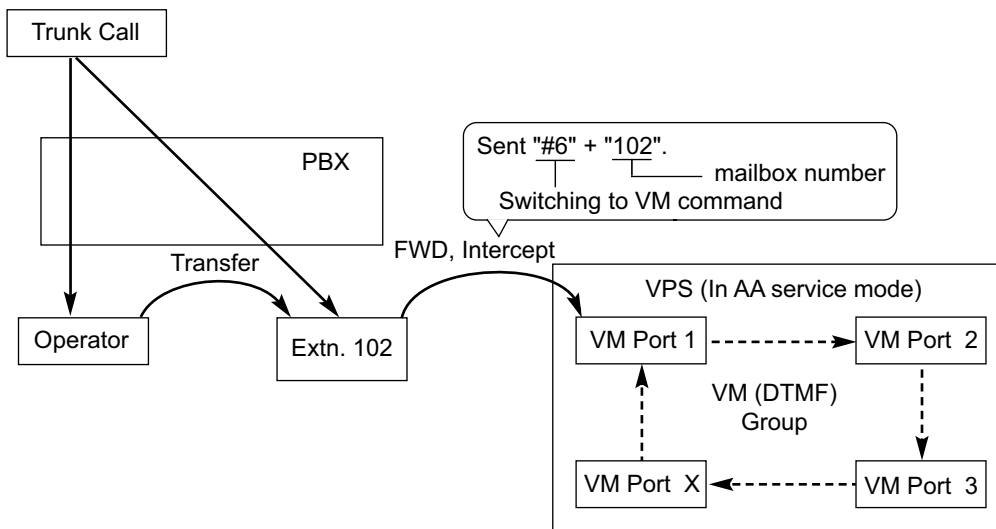 Trunk Call
PBX
Sent "#6" + "102".
mailbox number
Switching to VM command
FWD, Intercept
Transfer
VPS (In AA service mode)
Operator
Extn. 102
VM Port 1
VM Port 2
VM (DTMF)
Group
VM Port X
VM Port 3